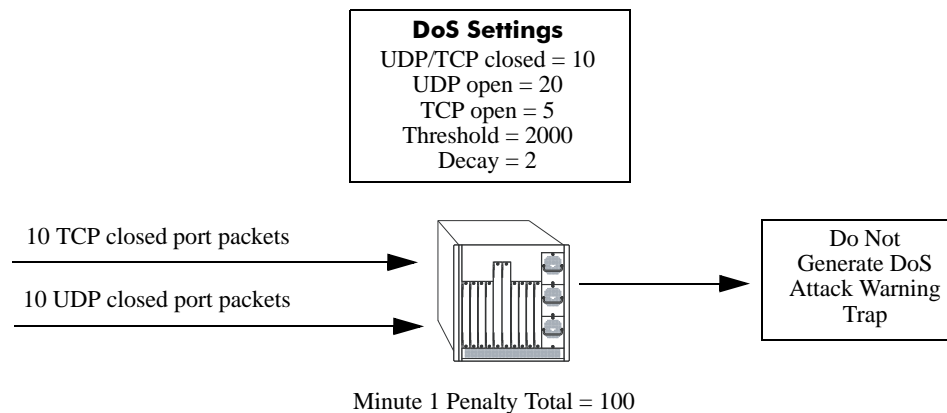 DoS Settings
UDP/TCP closed = 10
UDP open = 20
TCP open = 5
Threshold = 2000
Decay = 2
10 TCP closed port packets
10 UDP closed port packets
Do Not
Generate DoS
Attack Warning
Trap
Minute 1 Penalty Total = 100